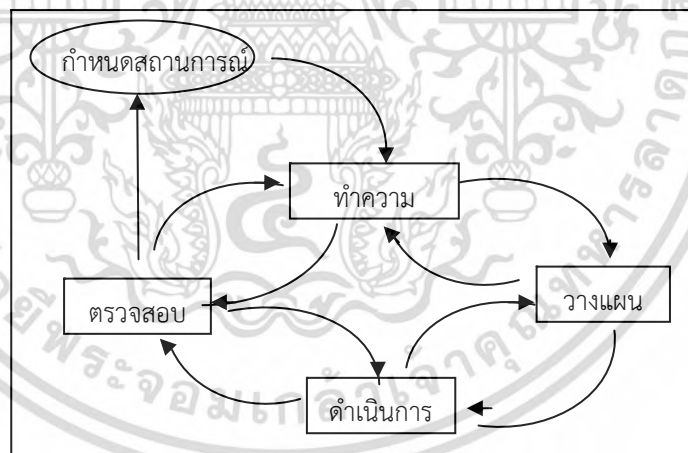 กำหนดสถานการณ์
ทำความ
ตรวจสอบ
วางแผน
ดำเนินการ